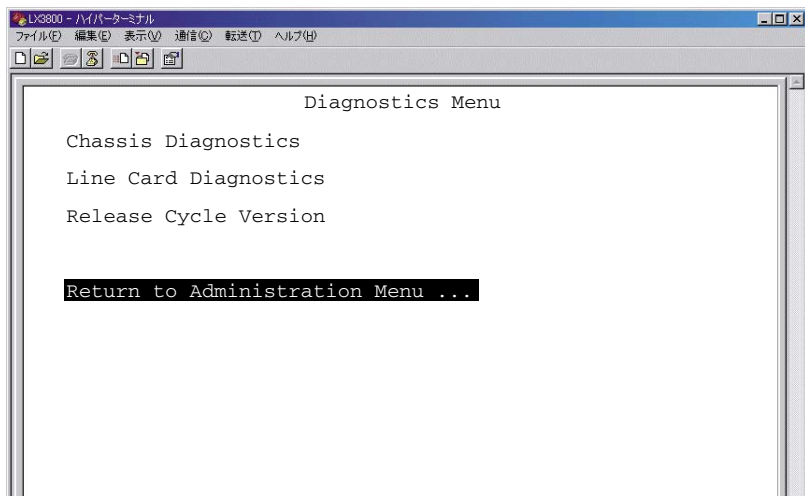 LX3800 - ハイパーターミナル
ファイル(F) 編集(E) 表示(V) 通信(C) 転送(T) ヘルプ(H)
Diagnostics Menu
Chassis Diagnostics
Line Card Diagnostics
Release Cycle Version
Return to Administration Menu ...